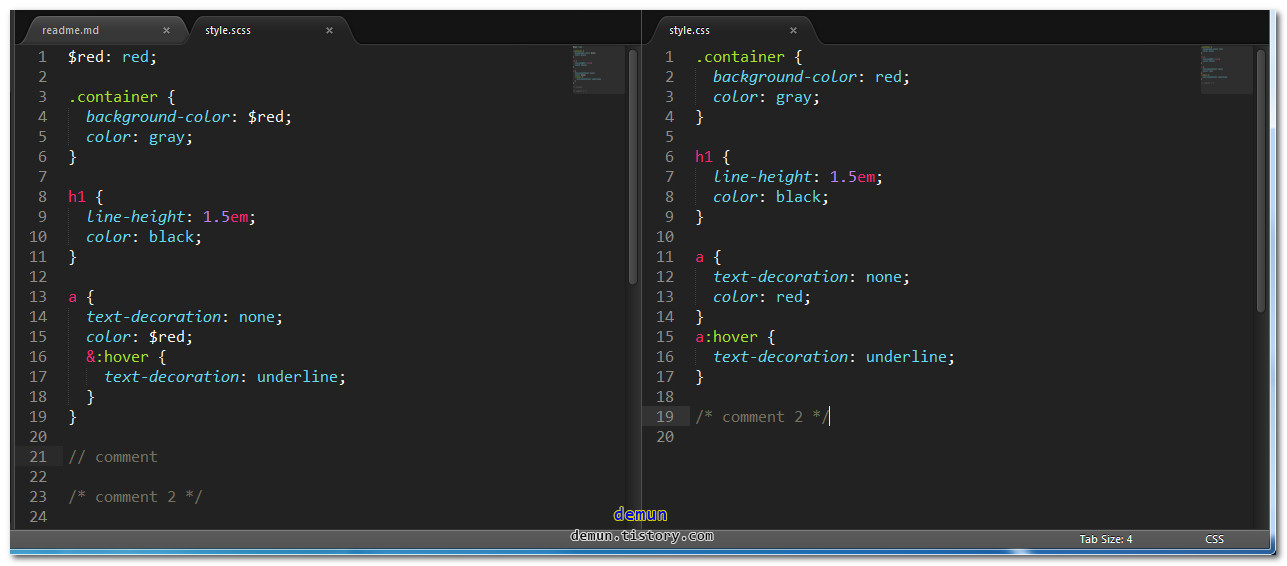 readme.md × style.scss ×
1 $red: red;
2
3 .container {
4 background-color: $red;
5 color: gray;
6 }
7
8 h1 {
9 line-height: 1.5em;
10 color: black;
11 }
12
13 a {
14 text-decoration: none;
15 color: $red;
16 &:hover {
17 text-decoration: underline;
18 }
19 }
20
21 // comment
22
23 /* comment 2 */
24
style.css ×
1 .container {
2 background-color: red;
3 color: gray;
4 }
5
6 h1 {
7 line-height: 1.5em;
8 color: black;
9 }
10
11 a {
12 text-decoration: none;
13 color: red;
14 }
15 a:hover {
16 text-decoration: underline;
17 }
18
19 /* comment 2 */
20
demun
demun.tistory.com
Tab Size: 4 CSS